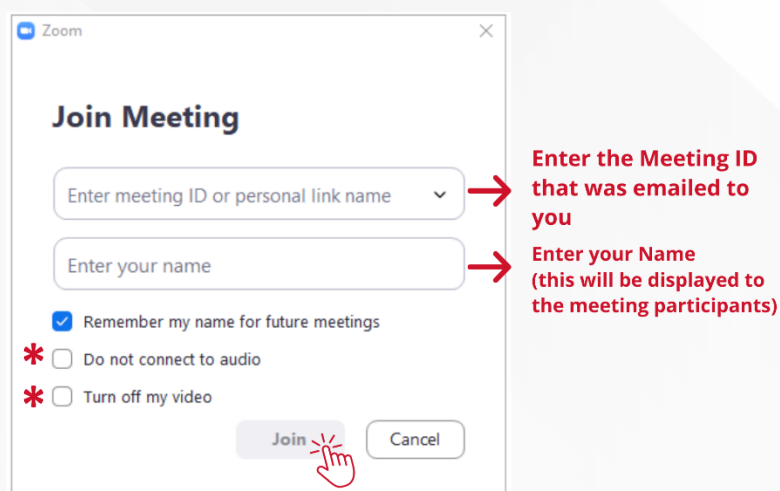 Zoom
Join Meeting
Enter meeting ID or personal link name
Enter the Meeting ID
that was emailed to
you
Enter your name
Enter your Name
(this will be displayed to
the meeting participants)
Remember my name for future meetings
* Do not connect to audio
* Turn off my video
Join
Cancel